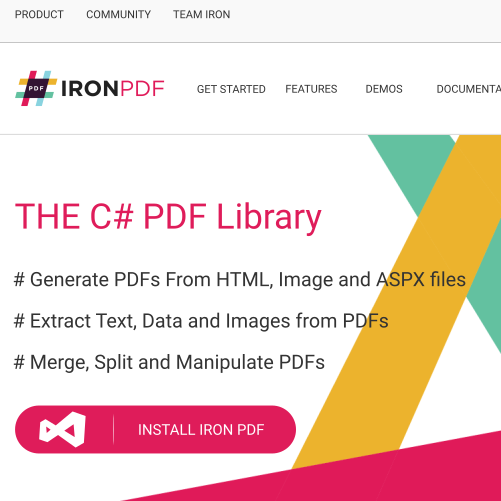 PRODUCT COMMUNITY TEAM IRON
PDF IRONPDF GET STARTED FEATURES DEMOS DOCUMENTA
THE C# PDF Library
# Generate PDFs From HTML, Image and ASPX files
# Extract Text, Data and Images from PDFs
# Merge, Split and Manipulate PDFs
INSTALL IRON PDF